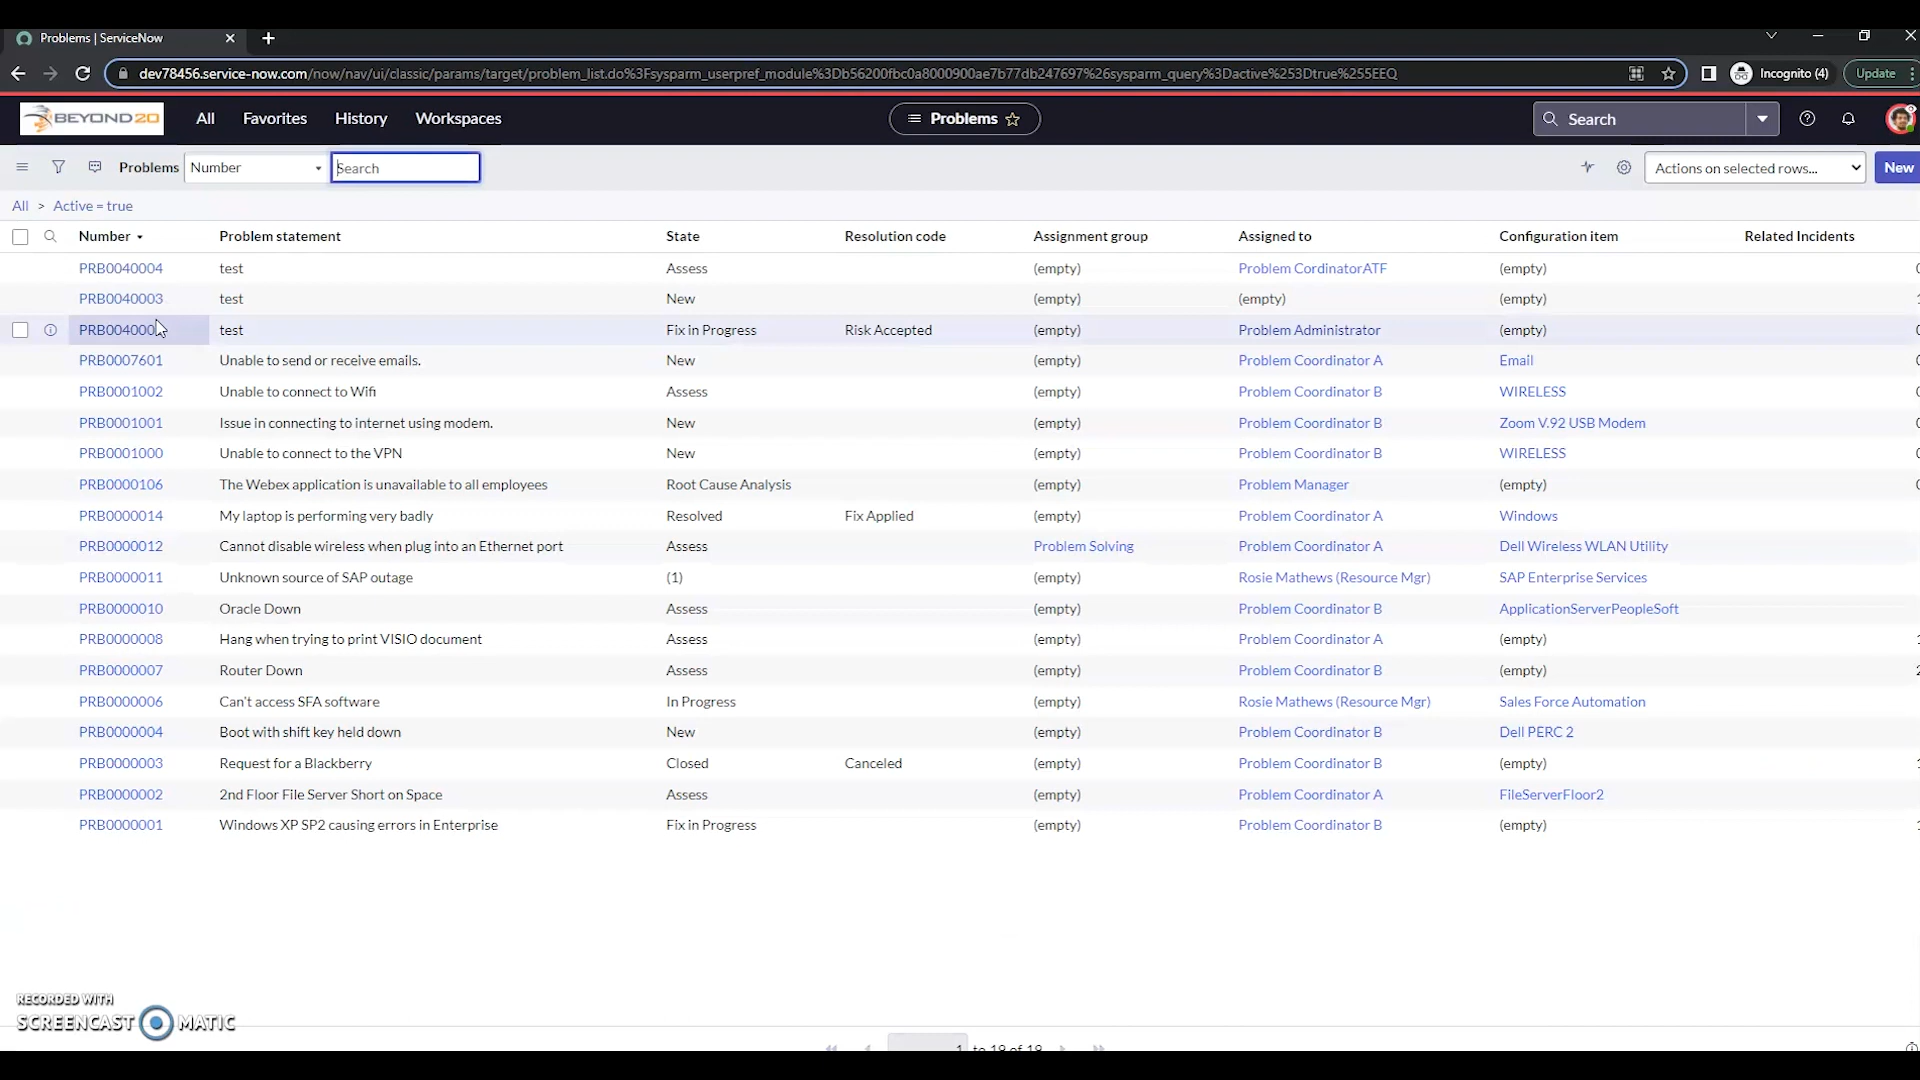 Problems | ServiceNow
dev78456.service-now.com/now/nav/ui/classic/params/target/problem_list.do%3Fsysparm_userpref_module%3Db56200fbc0a8000900ae7b77db247697%26sysparm_query%3Dactive%253Dtrue%255EEQ Incognito (4) Update
BEYOND20 All Favorites History Workspaces Problems Search
Problems Number Search Actions on selected rows... New
All > Active = true
Number Problem statement State Resolution code Assignment group Assigned to Configuration item Related Incidents
PRB0040004 test Assess (empty) Problem CordinatorATF (empty)
PRB0040003 test New (empty) (empty) (empty)
test Fix in Progress Risk Accepted (empty) Problem Administrator (empty)
PRB0007601 Unable to send or receive emails. New (empty) Problem Coordinator A Email
PRB0001002 Unable to connect to Wifi Assess (empty) Problem Coordinator B WIRELESS
PRB0001001 Issue in connecting to internet using modem. New (empty) Problem Coordinator B Zoom V.92 USB Modem
PRB0001000 Unable to connect to the VPN New (empty) Problem Coordinator B WIRELESS
PRB0000106 The Webex application is unavailable to all employees Root Cause Analysis (empty) Problem Manager (empty)
PRB0000014 My laptop is performing very badly Resolved Fix Applied (empty) Problem Coordinator A Windows
PRB0000012 Cannot disable wireless when plug into an Ethernet port Assess Problem Solving Problem Coordinator A Dell Wireless WLAN Utility
PRB0000011 Unknown source of SAP outage (1) (empty) Rosie Mathews (Resource Mgr) SAP Enterprise Services
PRB0000010 Oracle Down Assess (empty) Problem Coordinator B ApplicationServerPeopleSoft
PRB0000008 Hang when trying to print VISIO document Assess (empty) Problem Coordinator A (empty)
PRB0000007 Router Down Assess (empty) Problem Coordinator B (empty)
PRB0000006 Can't access SFA software In Progress (empty) Rosie Mathews (Resource Mgr) Sales Force Automation
PRB0000004 Boot with shift key held down New (empty) Problem Coordinator B Dell PERC 2
PRB0000003 Request for a Blackberry Closed Canceled (empty) Problem Coordinator B (empty)
PRB0000002 2nd Floor File Server Short on Space Assess (empty) Problem Coordinator A FileServerFloor2
PRB0000001 Windows XP SP2 causing errors in Enterprise Fix in Progress (empty) Problem Coordinator B (empty)
RECORDED WITH
SCREENCAST MATIC
1 to 19 of 19